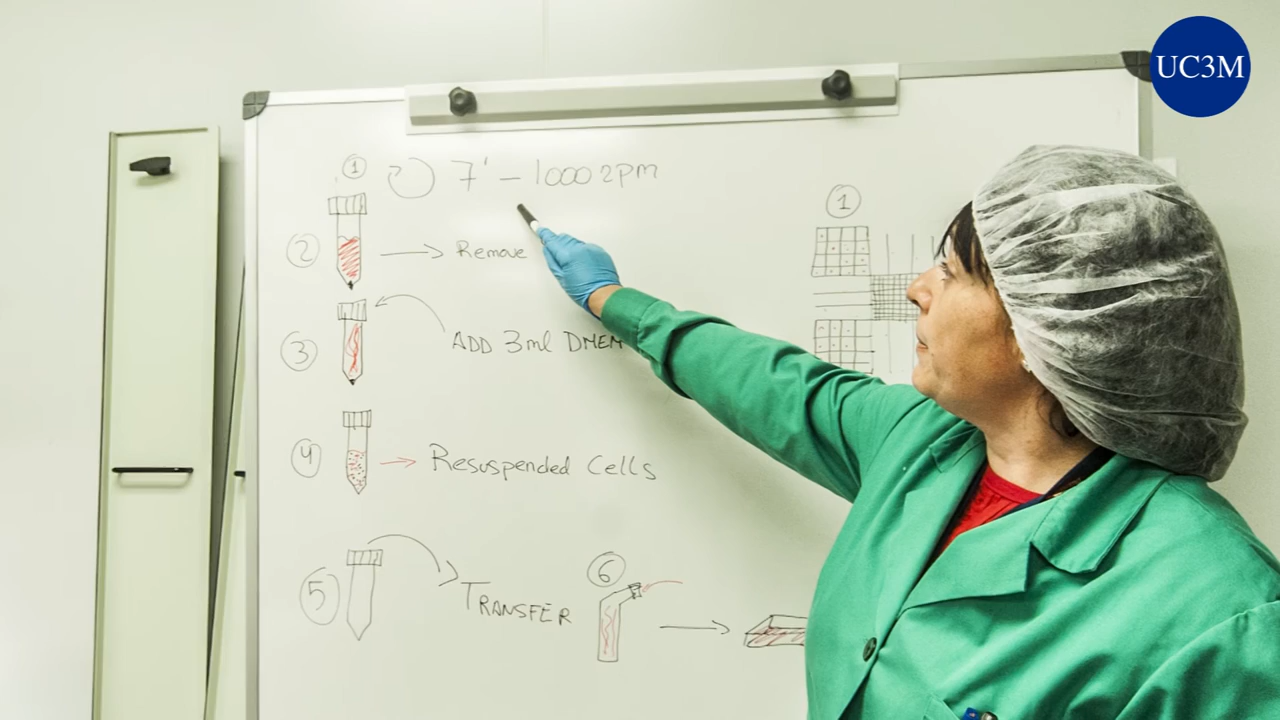 UC3M
① 7' - 1000 rpm
② Remove
③ ADD 3ml DMEM
④ Resuspended Cells
⑤ TRANSFER
⑥
①